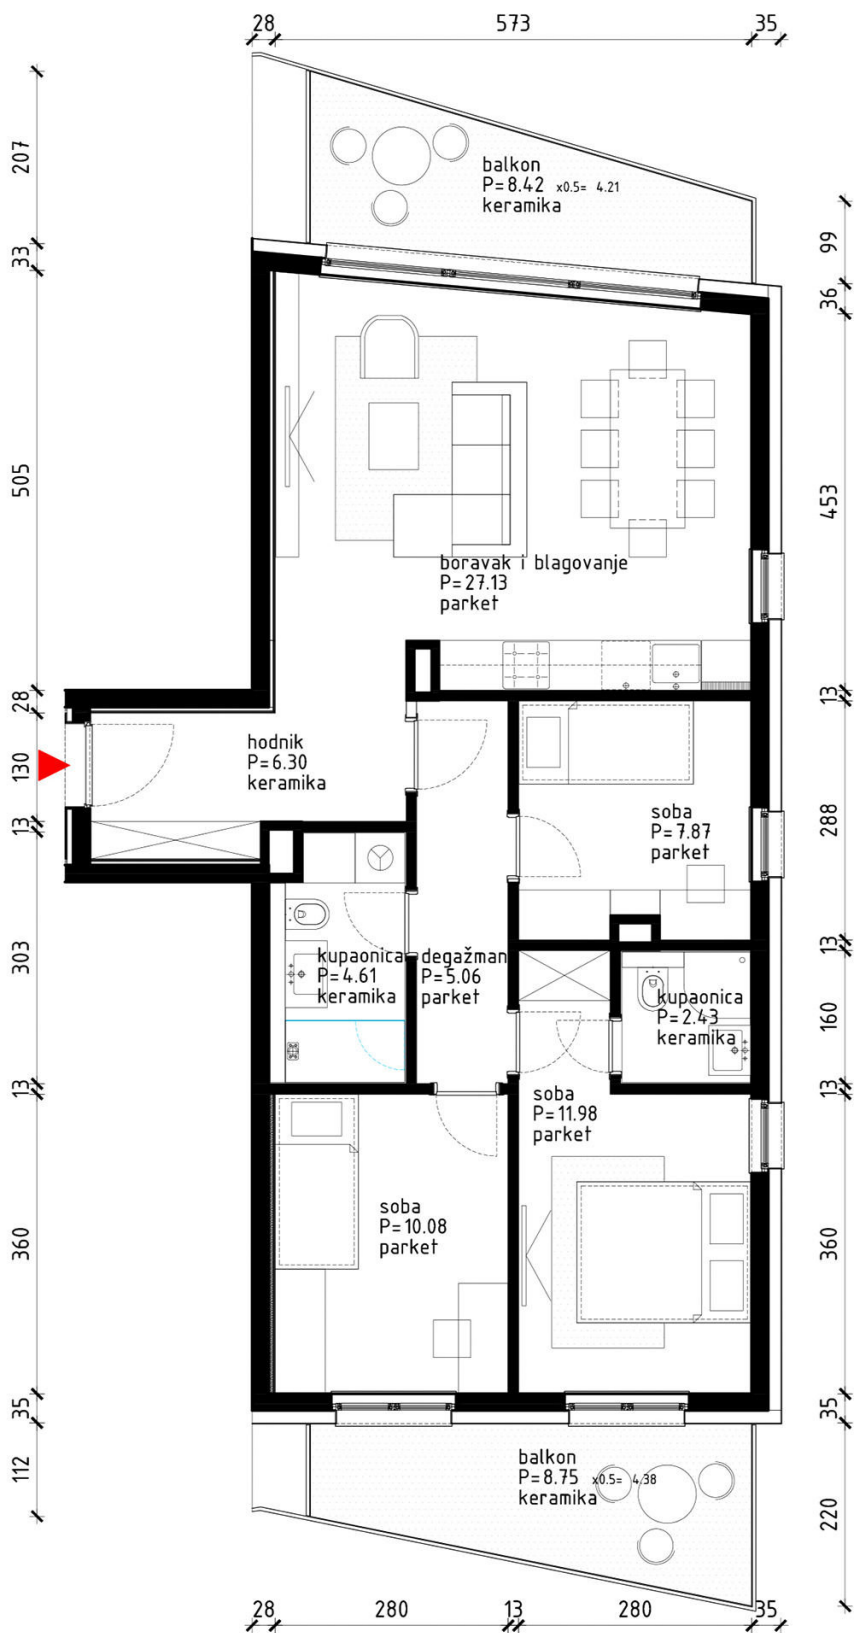 28 573 35
207
33
505
28
130
13
303
13
360
35
112
99
36
453
13
288
13
160
13
360
35
220
balkon
P=8.42 x0.5= 4.21
keramika
boravak i blagovanje
P=27.13
parket
hodnik
P=6.30
keramika
soba
P=7.87
parket
kupaonica
P=4.61
keramika
degažman
P=5.06
parket
kupaonica
P=2.43
keramika
soba
P=11.98
parket
soba
P=10.08
parket
balkon
P=8.75 x0.5= 4.38
keramika
28 280 13 280 35